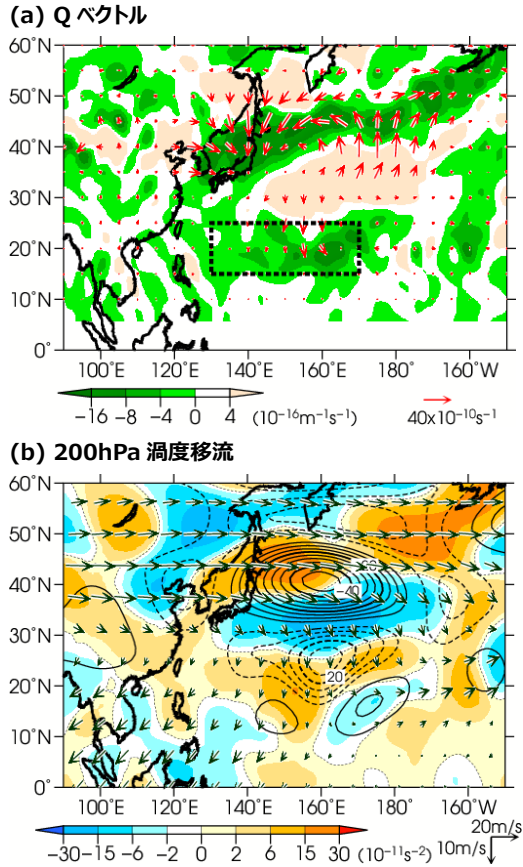 (a) Q ベクトル
60°N
50°N
40°N
30°N
20°N
10°N
0°
100°E 120°E 140°E 160°E 180° 160°W
−16 −8 −4 0 4 (10⁻¹⁶m⁻¹s⁻¹) 40x10⁻¹⁰s⁻¹
(b) 200hPa 渦度移流
60°N
50°N
40°N
30°N
20°N
10°N
0°
−40
20
100°E 120°E 140°E 160°E 180° 160°W
−30 −15 −6 −2 0 2 6 15 30 (10⁻¹¹s⁻²)
20m/s
10m/s